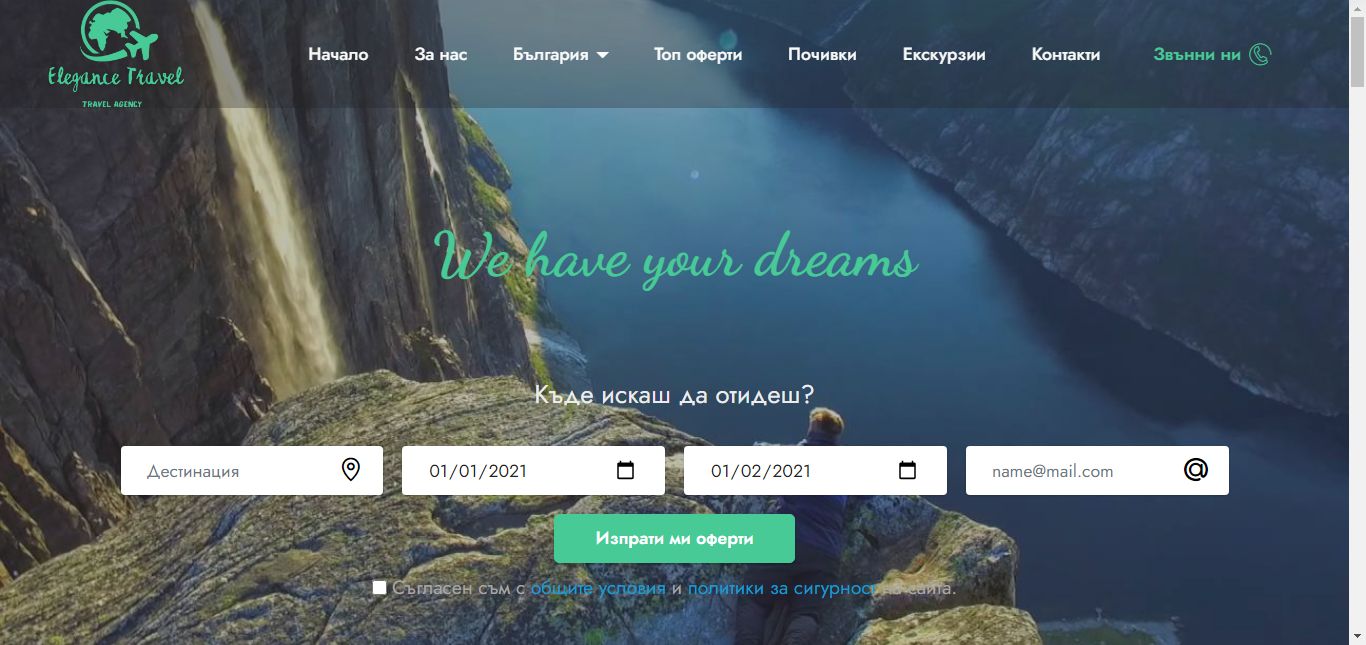 Elegance Travel
TRAVEL AGENCY
Начало За нас България Топ оферти Почивки Екскурзии Контакти Звънни ни
We have your dreams
Къде искаш да отидеш?
Дестинация 01/01/2021 01/02/2021 name@mail.com
Изпрати ми оферти
Съгласен съм с общите условия и политики за сигурност на сайта.